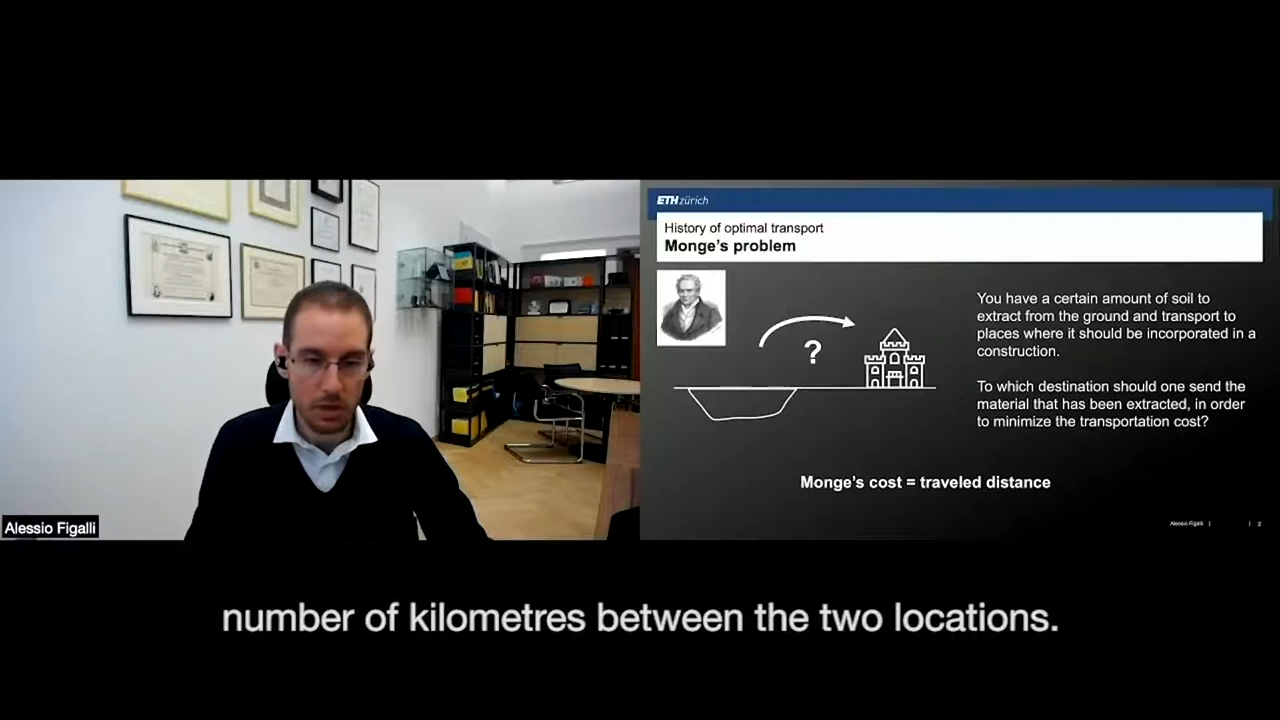 ETH zürich
History of optimal transport
Monge's problem
?
You have a certain amount of soil to
extract from the ground and transport to
places where it should be incorporated in a
construction.
To which destination should one send the
material that has been extracted, in order
to minimize the transportation cost?
Monge's cost = traveled distance
Alessio Figalli | | 2
Alessio Figalli
number of kilometres between the two locations.